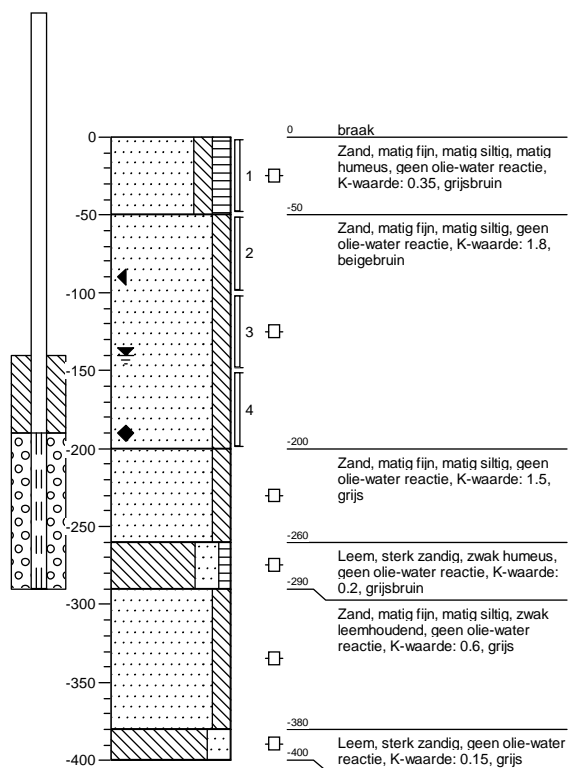 0
-50
-100
-150
-200
-250
-300
-350
-400
1
2
3
4
0 braak
Zand, matig fijn, matig siltig, matig
humeus, geen olie-water reactie,
K-waarde: 0.35, grijsbruin
-50
Zand, matig fijn, matig siltig, geen
olie-water reactie, K-waarde: 1.8,
beigebruin
-200
Zand, matig fijn, matig siltig, geen
olie-water reactie, K-waarde: 1.5,
grijs
-260
Leem, sterk zandig, zwak humeus,
geen olie-water reactie, K-waarde:
0.2, grijsbruin
-290
Zand, matig fijn, matig siltig, zwak
leemhoudend, geen olie-water
reactie, K-waarde: 0.6, grijs
-380
Leem, sterk zandig, geen olie-water
reactie, K-waarde: 0.15, grijs
-400